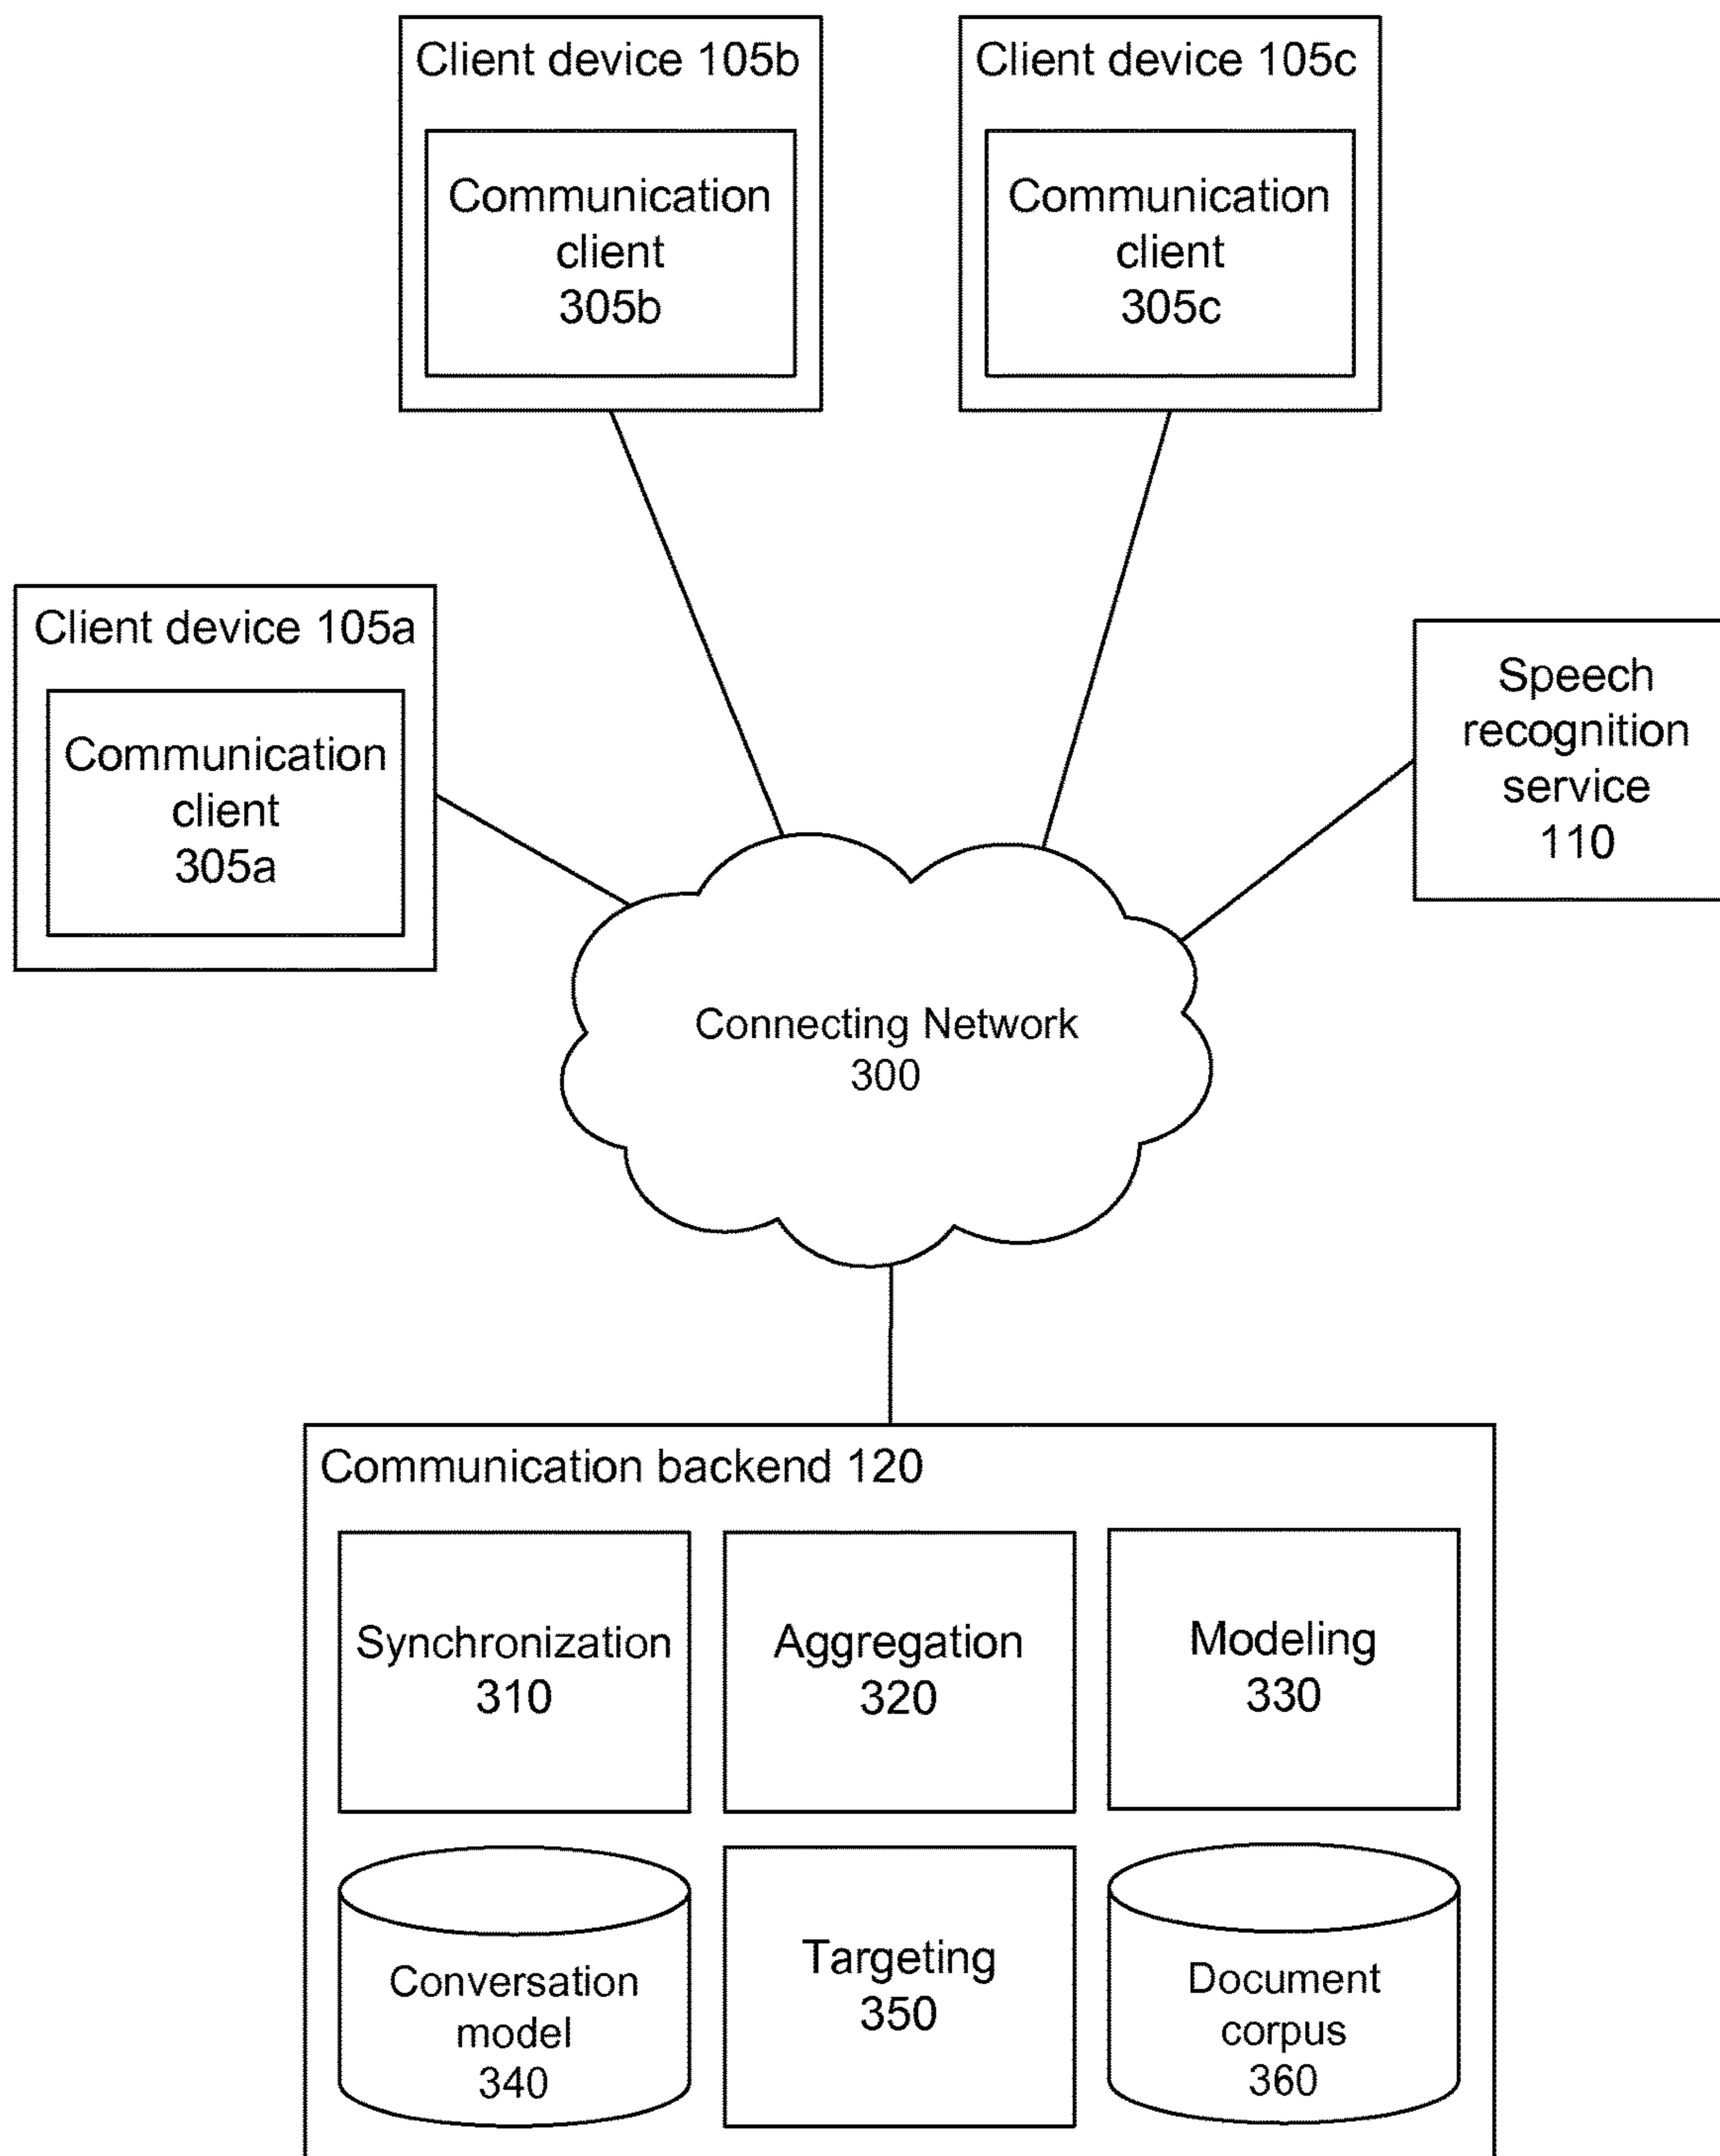 Client device 105b
Communication
client
305b
Client device 105c
Communication
client
305c
Client device 105a
Communication
client
305a
Speech
recognition
service
110
Connecting Network
300
Communication backend 120
Synchronization
310
Aggregation
320
Modeling
330
Conversation
model
340
Targeting
350
Document
corpus
360